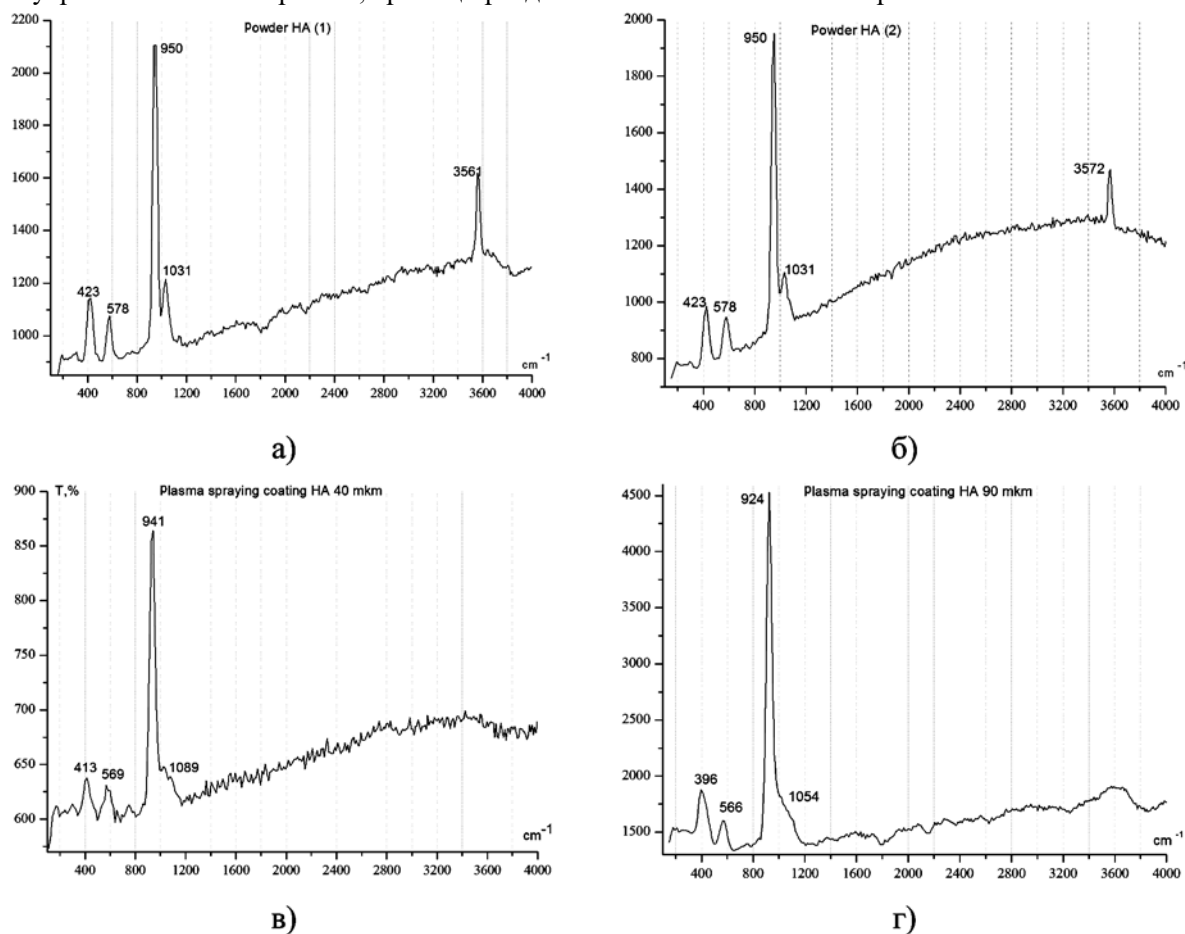 Powder HA (1)
2200
2000
1800
1600
1400
1200
1000
950
3561
423
578
1031
cm-1
400 800 1200 1600 2000 2400 2800 3200 3600 4000
а)
Powder HA (2)
2000
1800
1600
1400
1200
1000
800
950
3572
423
578
1031
cm-1
400 800 1200 1600 2000 2400 2800 3200 3600 4000
б)
T,%
Plasma spraying coating HA 40 mkm
900
850
800
750
700
650
600
941
413
569
1089
cm-1
400 800 1200 1600 2000 2400 2800 3200 3600 4000
в)
Plasma spraying coating HA 90 mkm
4500
4000
3500
3000
2500
2000
1500
924
396
566
1054
cm-1
400 800 1200 1600 2000 2400 2800 3200 3600 4000
г)